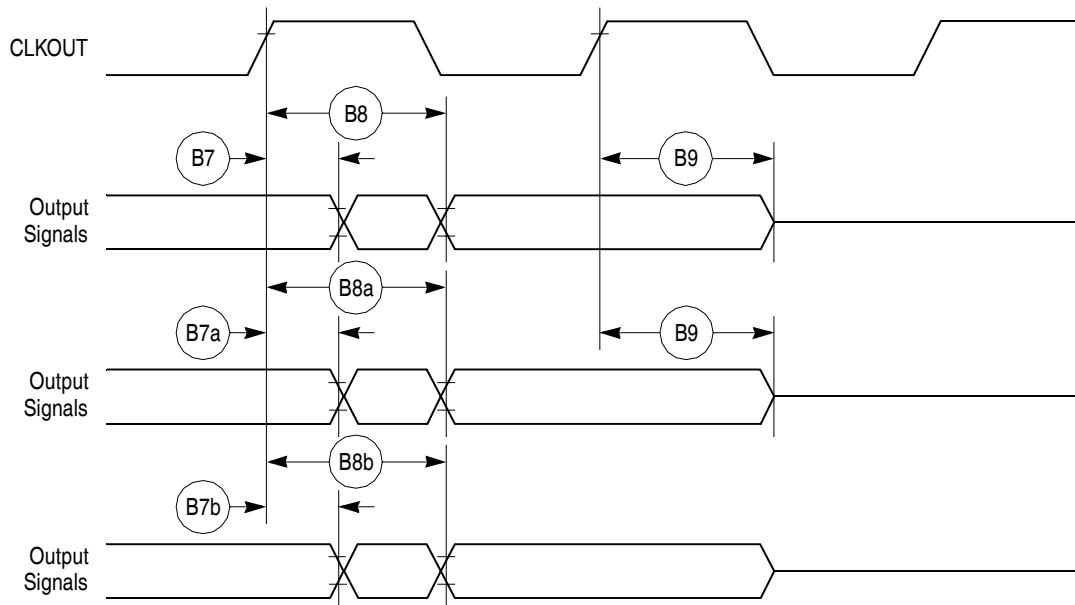 CLKOUT
B8
B7
B9
Output
Signals
B8a
B7a
B9
Output
Signals
B8b
B7b
Output
Signals